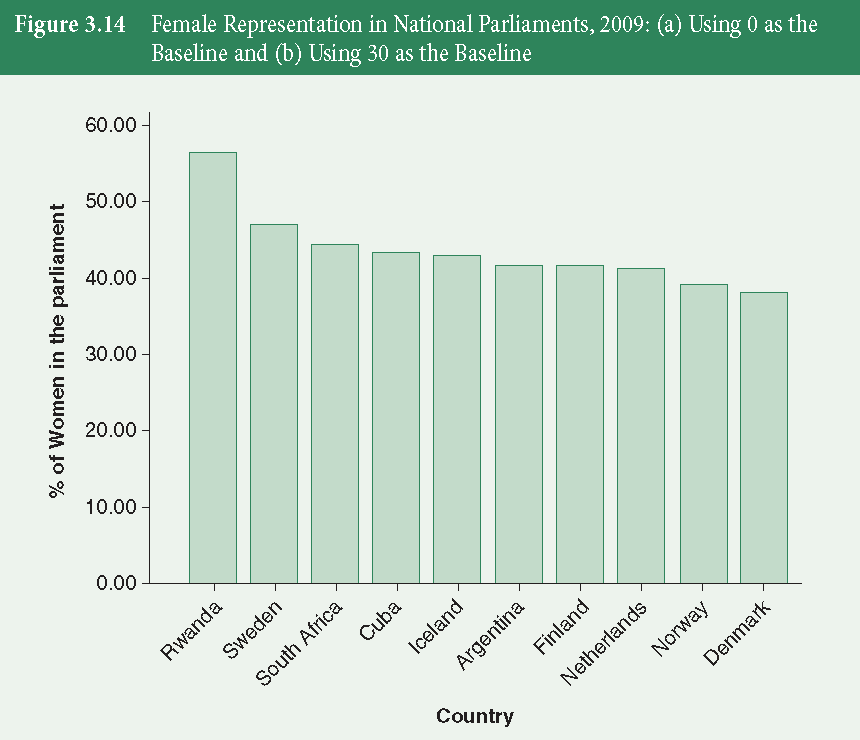 Figure 3.14 Female Representation in National Parliaments, 2009: (a) Using 0 as the
Baseline and (b) Using 30 as the Baseline
60.00
50.00
40.00
30.00
20.00
10.00
0.00
% of Women in the parliament
Rwanda
Sweden
South Africa
Cuba
Iceland
Argentina
Finland
Netherlands
Norway
Denmark
Country